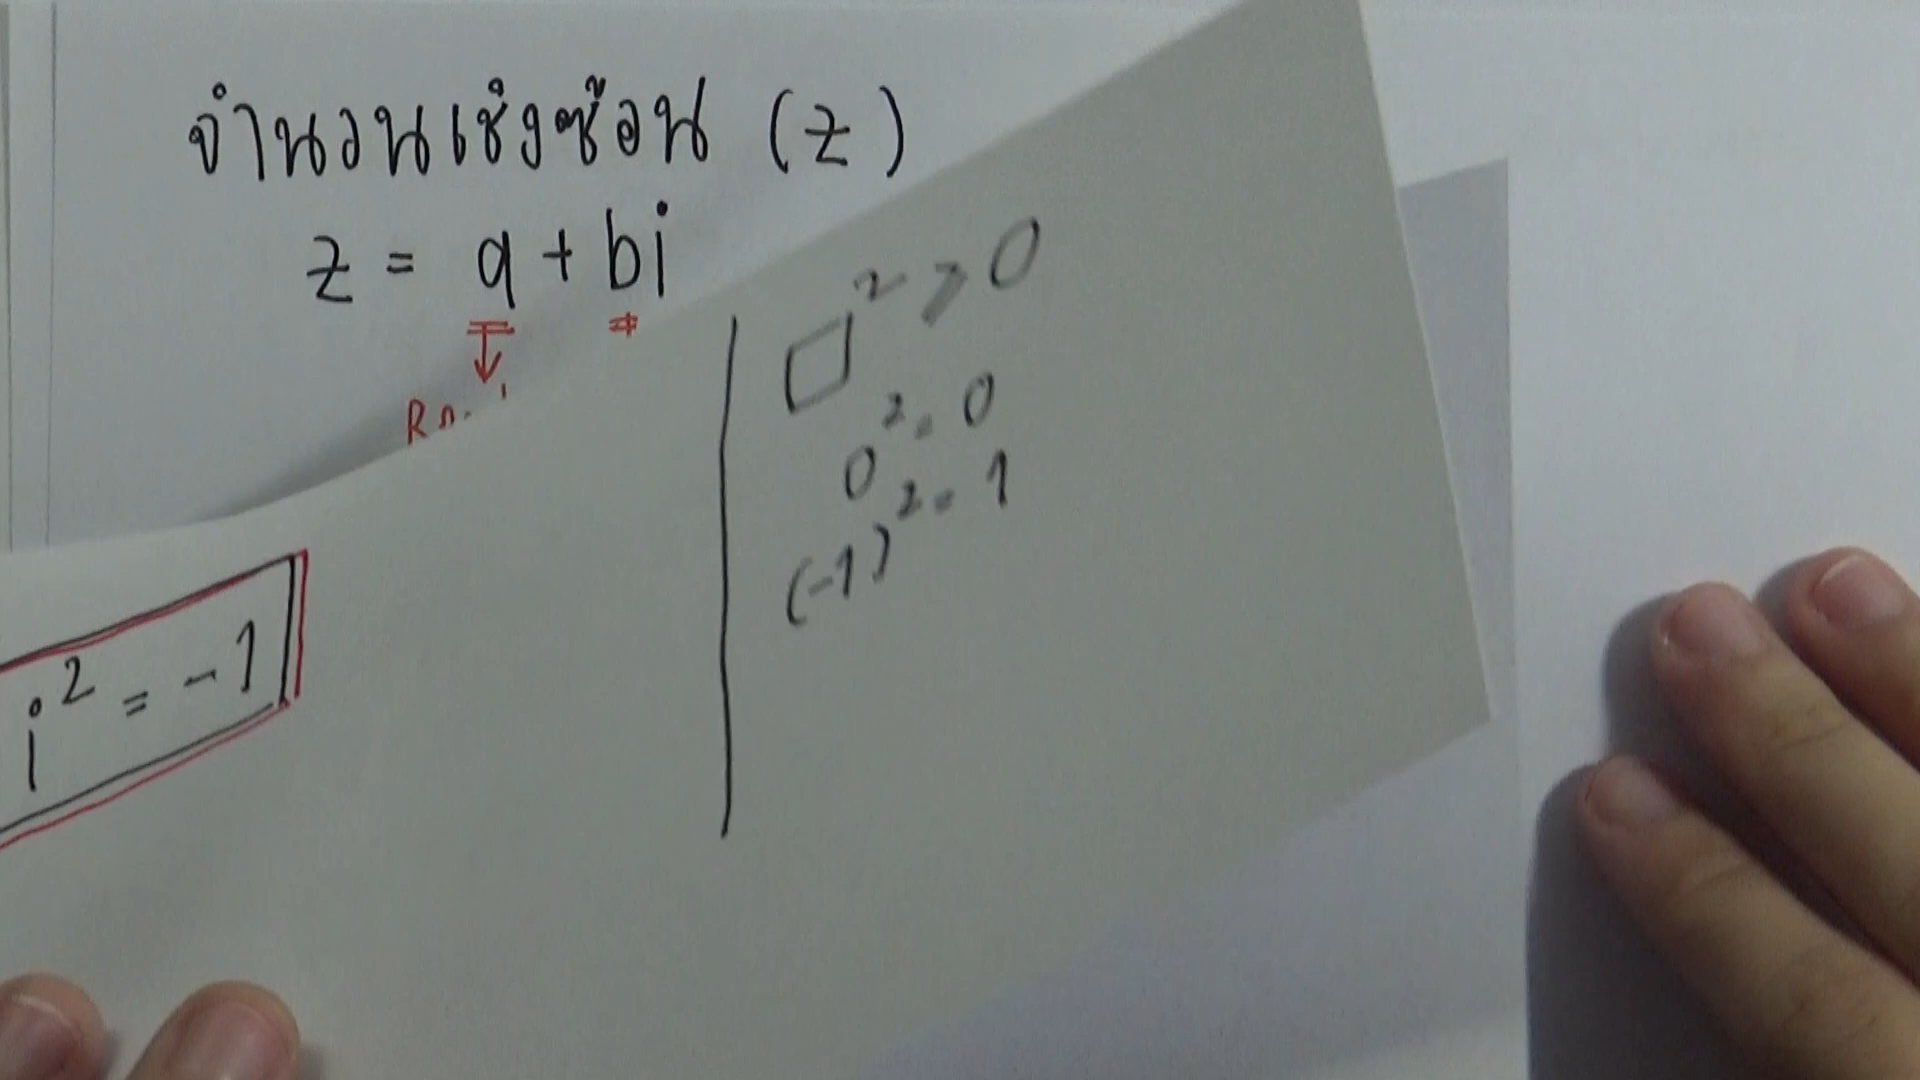 จำนวนเชิงซ้อน (z)
z = a + bi
i² = -1
□² > 0
0² = 0
(-1)² = 1